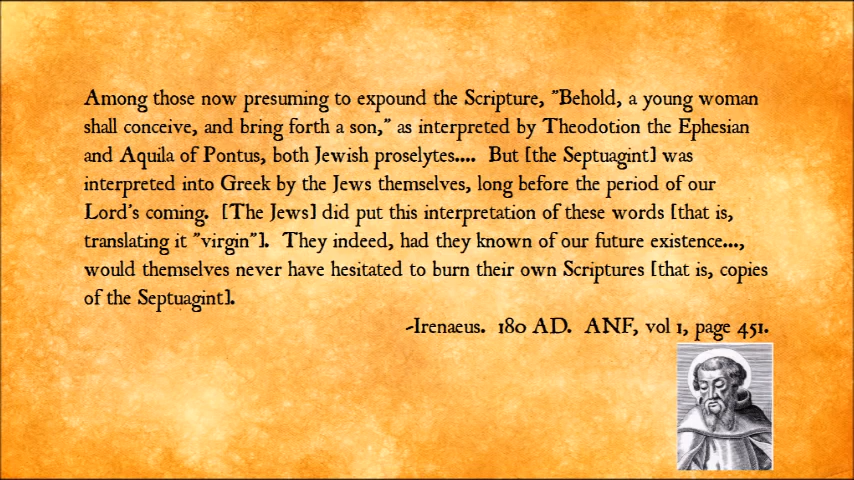 Among those now presuming to expound the Scripture, "Behold, a young woman
shall conceive, and bring forth a son," as interpreted by Theodotion the Ephesian
and Aquila of Pontus, both Jewish proselytes.... But [the Septuagint] was
interpreted into Greek by the Jews themselves, long before the period of our
Lord's coming. [The Jews] did put this interpretation of these words [that is,
translating it "virgin"]. They indeed, had they known of our future existence...,
would themselves never have hesitated to burn their own Scriptures [that is, copies
of the Septuagint].
-Irenaeus. 180 AD. ANF, vol 1, page 451.